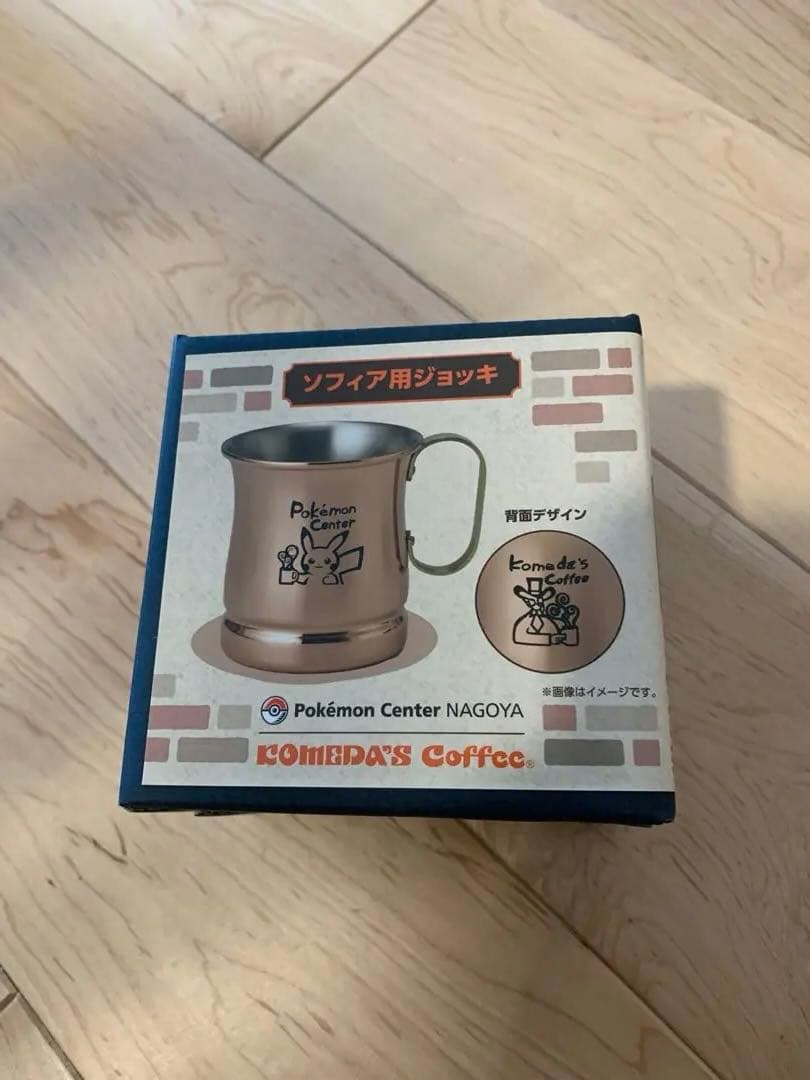 ソフィア用ジョッキ
Pokémon
Center
背面デザイン
Komeda's
Coffee
※画像はイメージです。
Pokémon Center NAGOYA
KOMEDA'S Coffee®